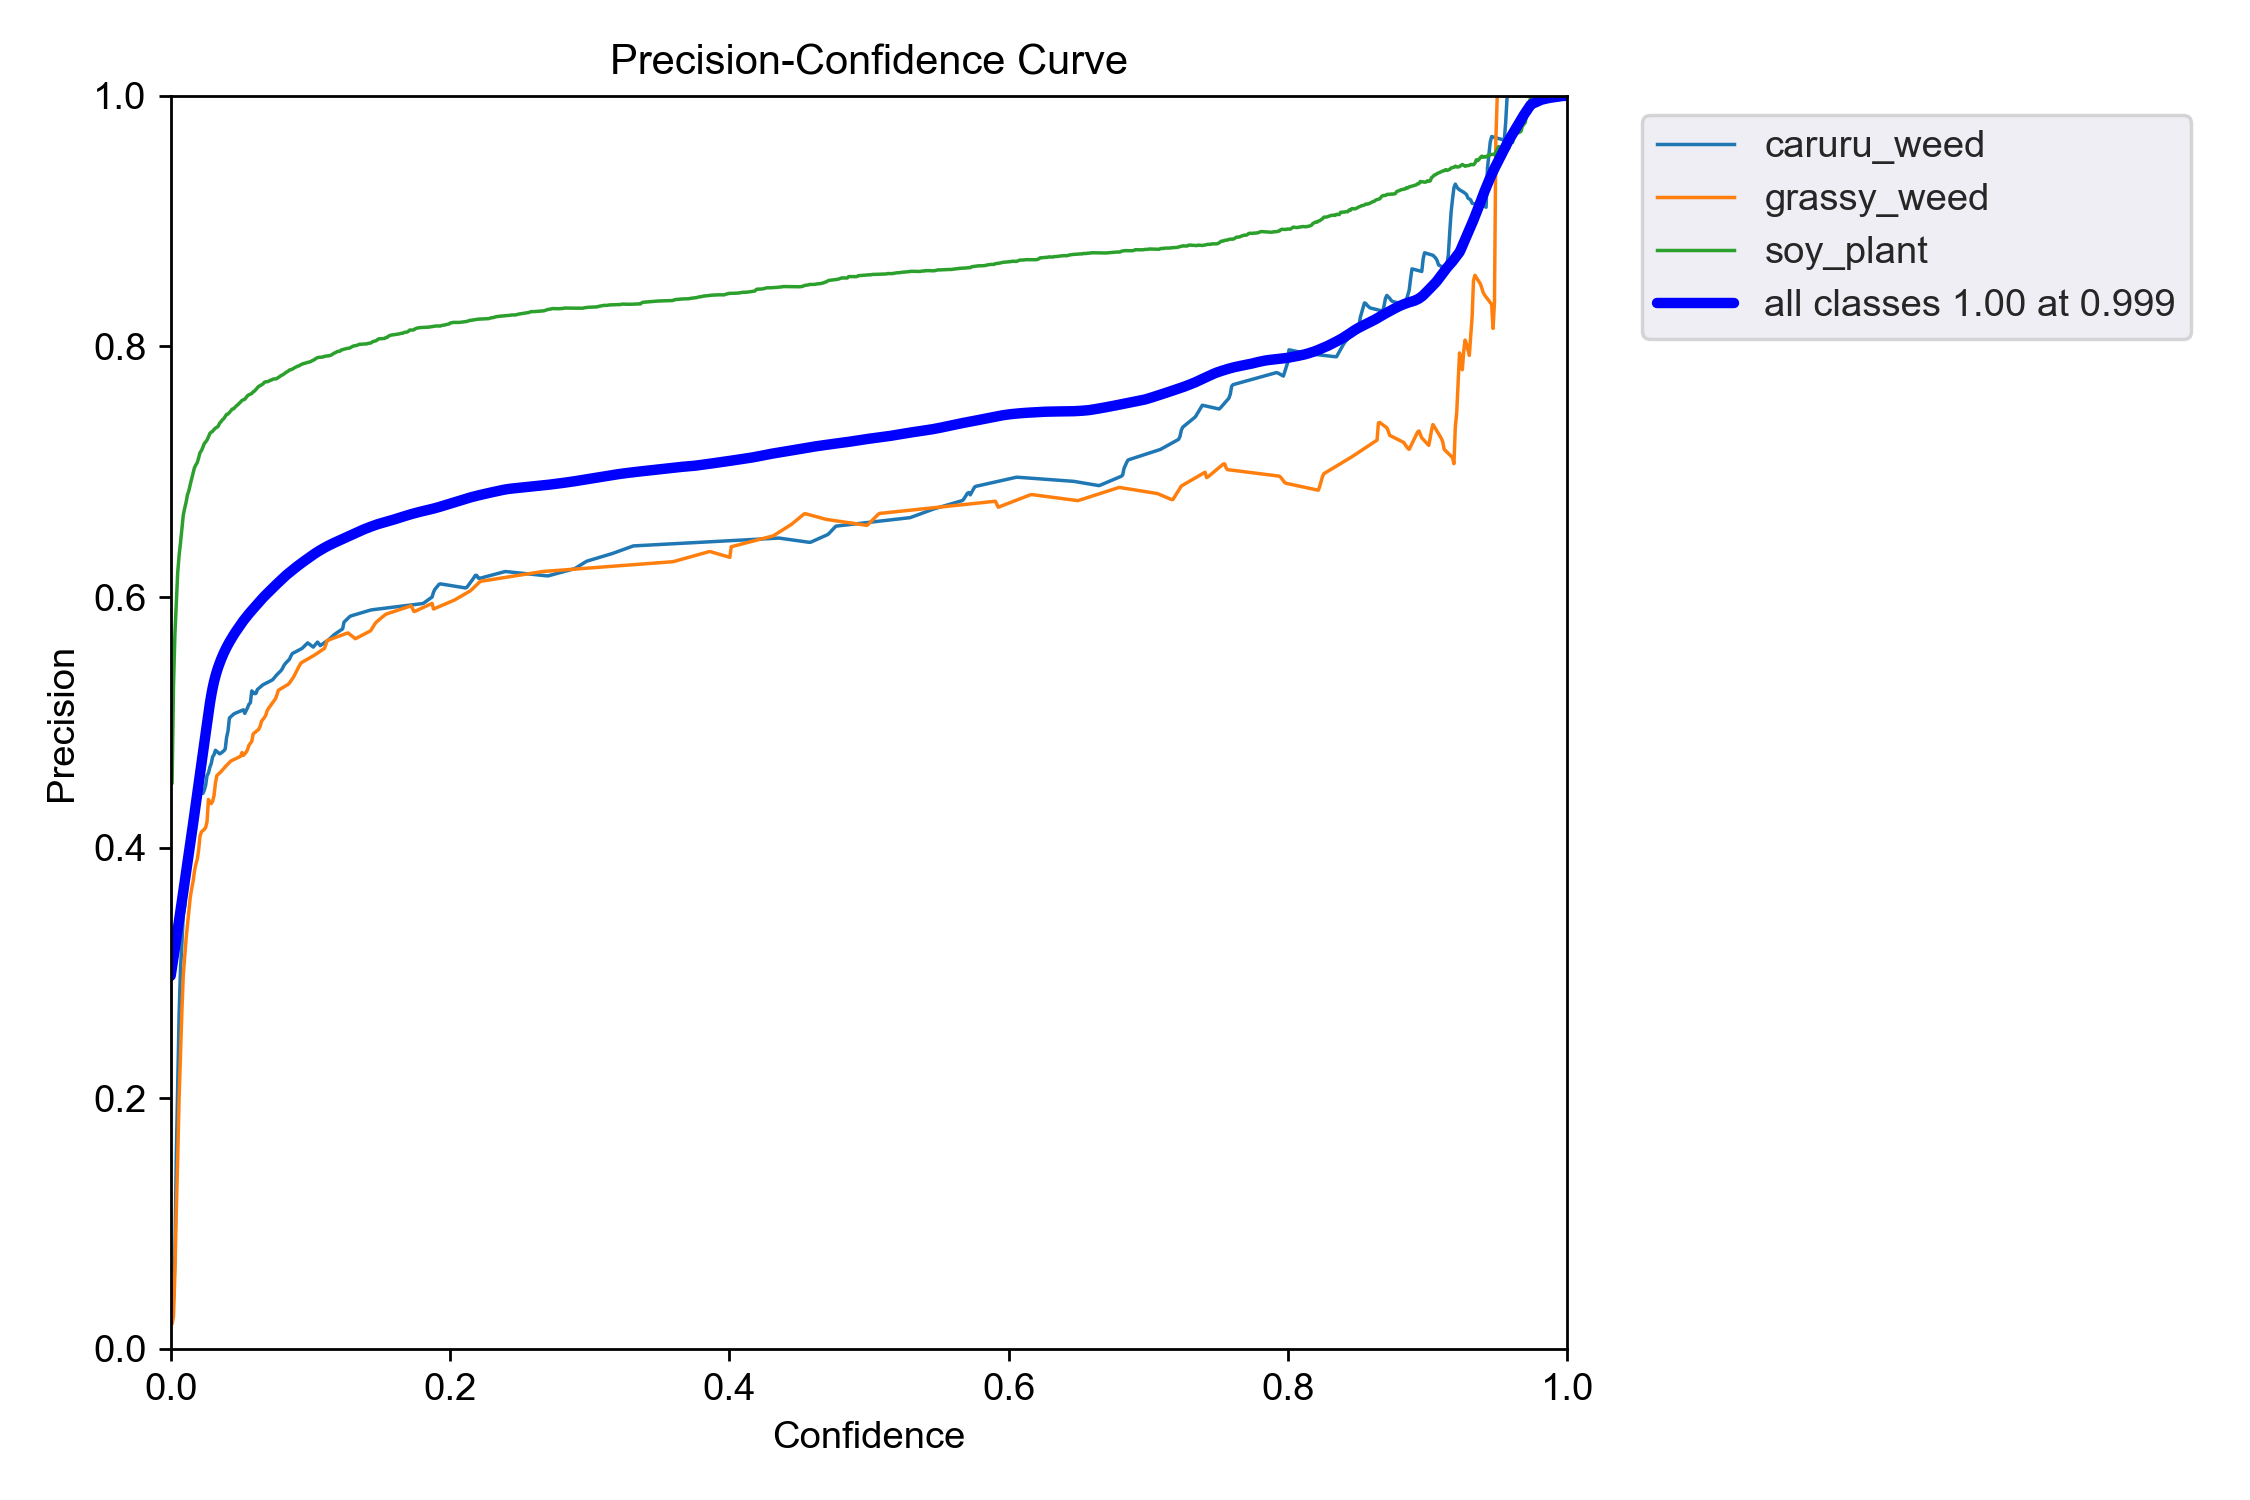 Precision-Confidence Curve
1.0
0.8
0.6
0.4
0.2
0.0
Precision
0.0 0.2 0.4 0.6 0.8 1.0
Confidence
caruru_weed
grassy_weed
soy_plant
all classes 1.00 at 0.999